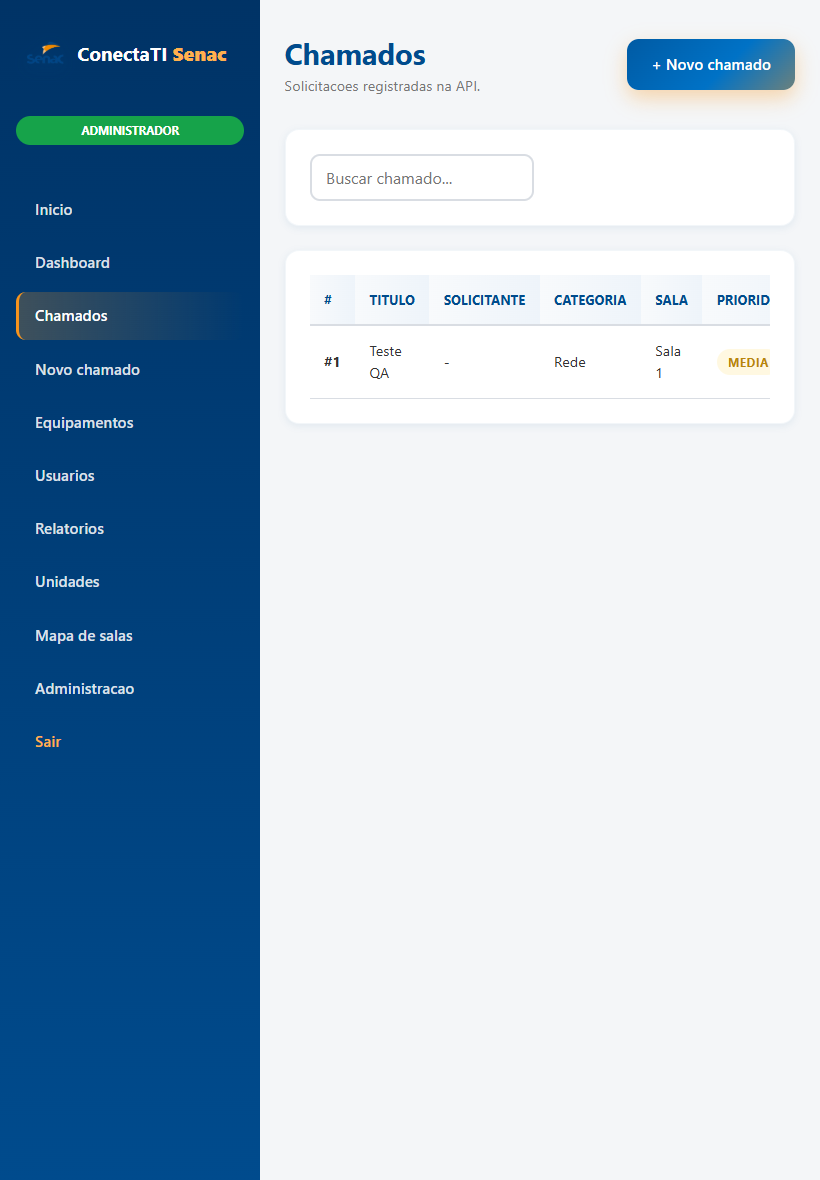 Senac
ConectaTI Senac
ADMINISTRADOR
Inicio
Dashboard
Chamados
Novo chamado
Equipamentos
Usuarios
Relatorios
Unidades
Mapa de salas
Administracao
Sair
Chamados
Solicitacoes registradas na API.
+ Novo chamado
Buscar chamado...
# TITULO SOLICITANTE CATEGORIA SALA PRIORID
#1 Teste QA - Rede Sala 1 MEDIA